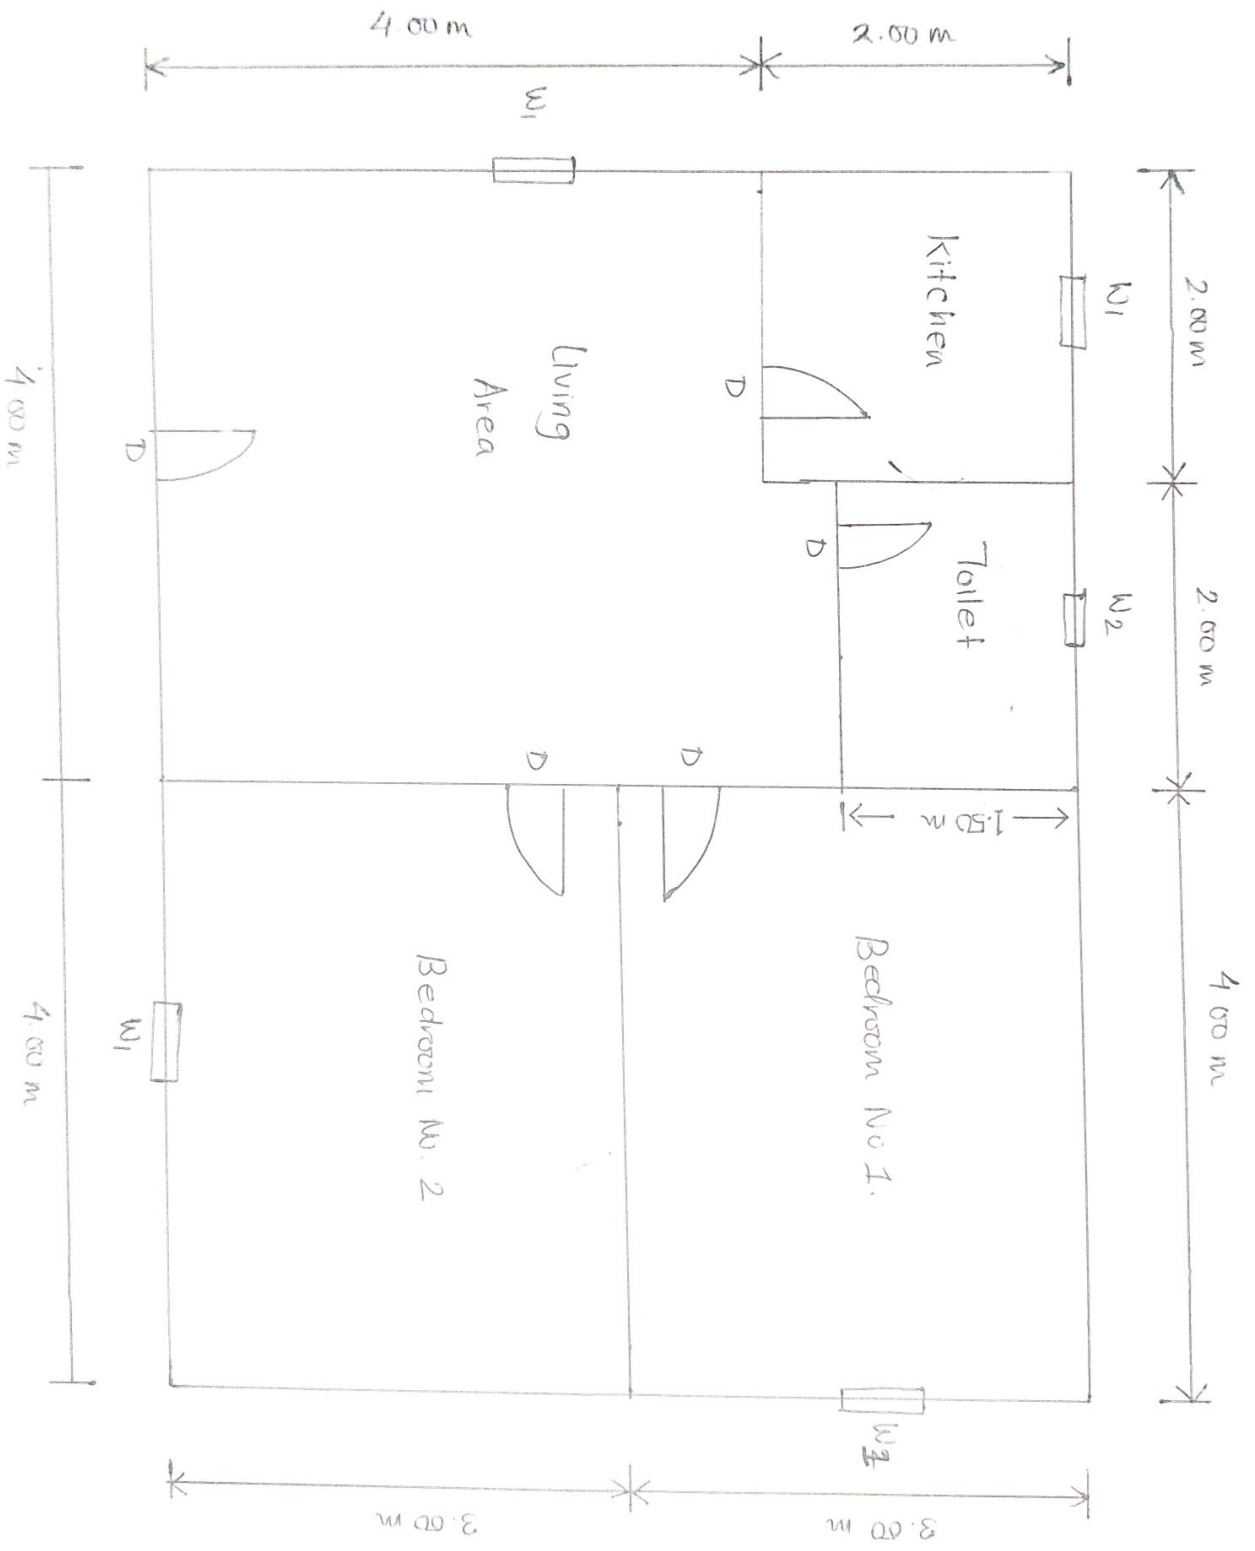 2.00 m
2.00 m
4.00 m
W1
W2
2.00 m
Kitchen
Toilet
1.50 m
Bedroom No 1.
W1
3.00 m
D
D
D
W1
Living
Area
D
4.00 m
Bedroom No. 2
3.00 m
D
W1
4.00 m
4.00 m